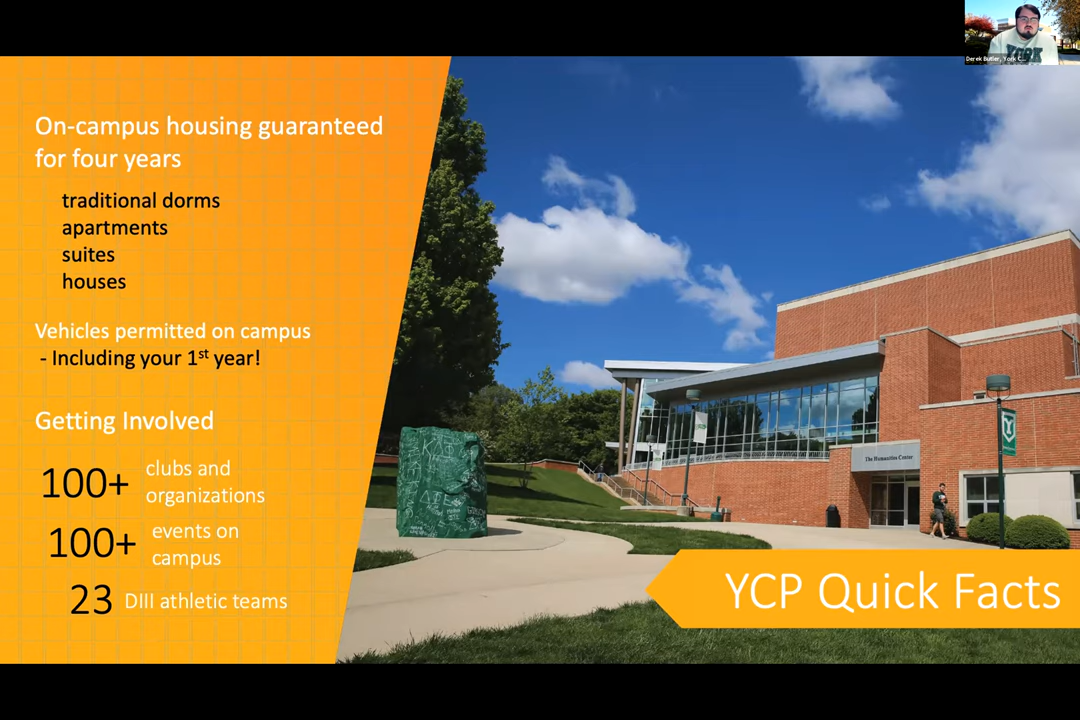 On-campus housing guaranteed
for four years
traditional dorms
apartments
suites
houses
Vehicles permitted on campus
- Including your 1st year!
Getting Involved
100+ clubs and
organizations
100+ events on
campus
23 DIII athletic teams
YCP Quick Facts
The Humanities Center
Y
ΔΣ
YORK
Derek Butler, York C...